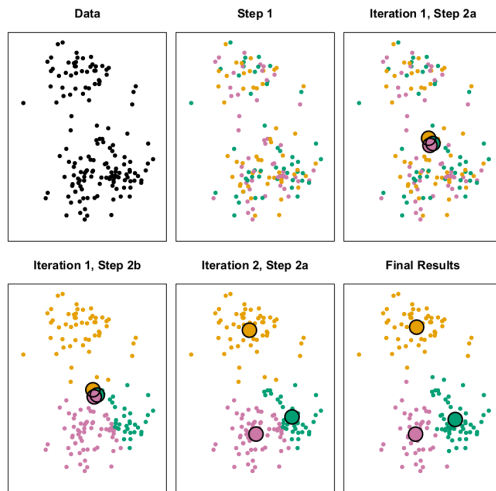 Data
Step 1
Iteration 1, Step 2a
Iteration 1, Step 2b
Iteration 2, Step 2a
Final Results